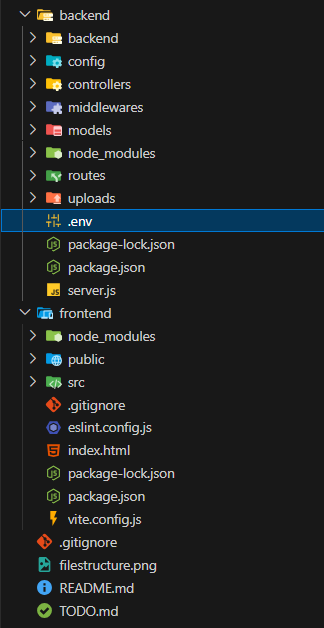 backend
backend
config
controllers
middlewares
models
node_modules
routes
uploads
.env
package-lock.json
package.json
JS server.js
frontend
node_modules
public
src
.gitignore
eslint.config.js
index.html
package-lock.json
package.json
vite.config.js
.gitignore
filestructure.png
README.md
TODO.md